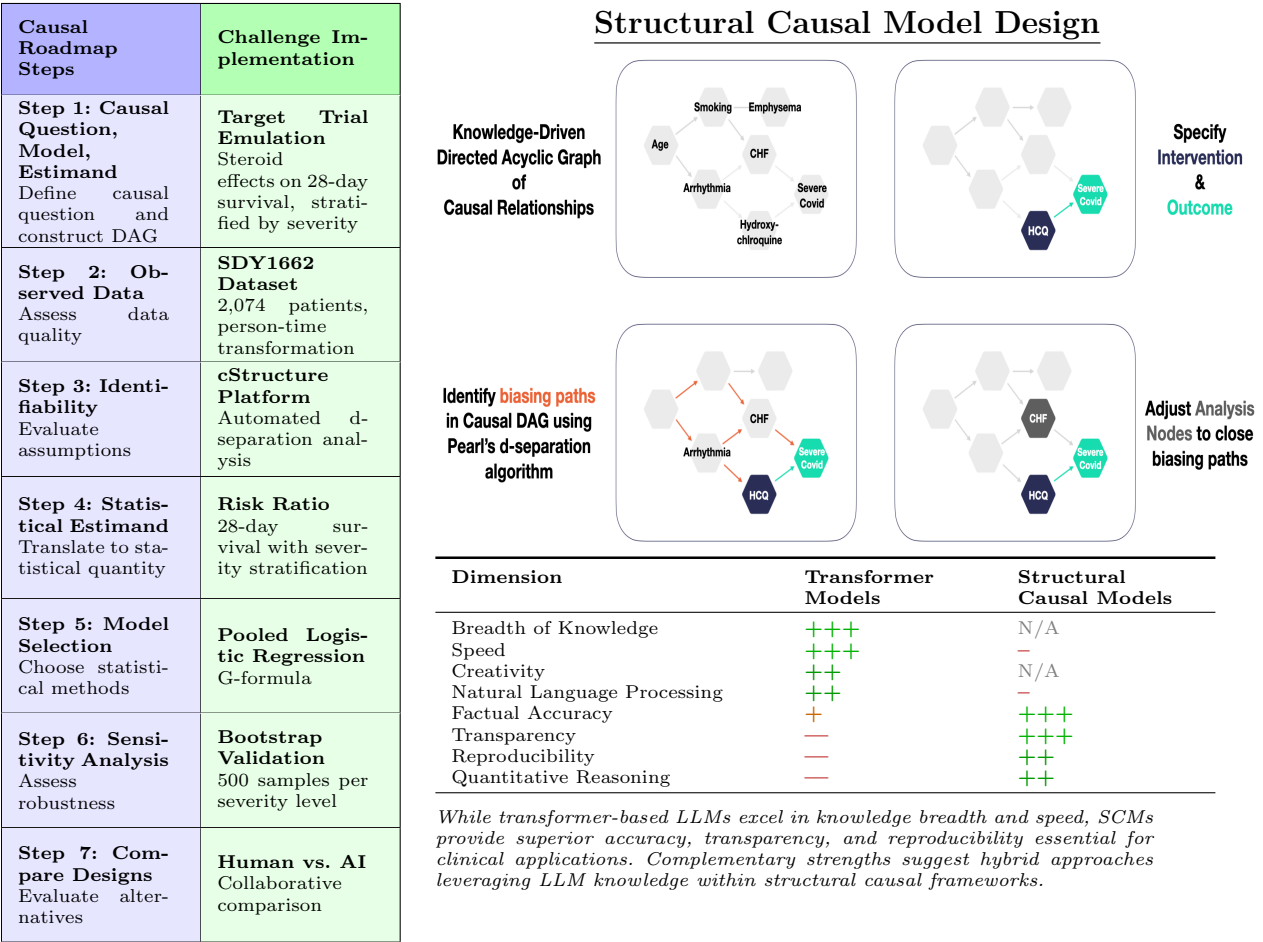 Causal
Roadmap
Steps
Challenge Im-
plementation
Step 1: Causal
Question,
Model,
Estimand
Define causal
question and
construct DAG
Target Trial
Emulation
Steroid
effects on 28-day
survival, strati-
fied by severity
Step 2: Ob-
served Data
Assess data
quality
SDY1662
Dataset
2,074 patients,
person-time
transformation
Step 3: Identi-
fiability
Evaluate
assumptions
cStructure
Platform
Automated d-
separation anal-
ysis
Step 4: Statis-
tical Estimand
Translate to sta-
tistical quantity
Risk Ratio
28-day sur-
vival with sever-
ity stratification
Step 5: Model
Selection
Choose statisti-
cal methods
Pooled Logis-
tic Regression
G-formula
Step 6: Sensi-
tivity Analysis
Assess
robustness
Bootstrap
Validation
500 samples per
severity level
Step 7: Com-
pare Designs
Evaluate alter-
natives
Human vs. AI
Collaborative
comparison
Structural Causal Model Design
Knowledge-Driven
Directed Acyclic Graph
of
Causal Relationships
Smoking Emphysema
Age
CHF
Arrhythmia
Severe
Covid
Hydroxy-
chlroquine
Severe
Covid
HCQ
Specify
Intervention
&
Outcome
Identify biasing paths
in Causal DAG using
Pearl's d-separation
algorithm
CHF
Arrhythmia
Severe
Covid
HCQ
CHF
Severe
Covid
HCQ
Adjust Analysis
Nodes to close
biasing paths
Dimension Transformer Models Structural Causal Models
Breadth of Knowledge +++ N/A
Speed +++ –
Creativity ++ N/A
Natural Language Processing ++ –
Factual Accuracy + +++
Transparency — +++
Reproducibility — ++
Quantitative Reasoning — ++
While transformer-based LLMs excel in knowledge breadth and speed, SCMs
provide superior accuracy, transparency, and reproducibility essential for
clinical applications. Complementary strengths suggest hybrid approaches
leveraging LLM knowledge within structural causal frameworks.